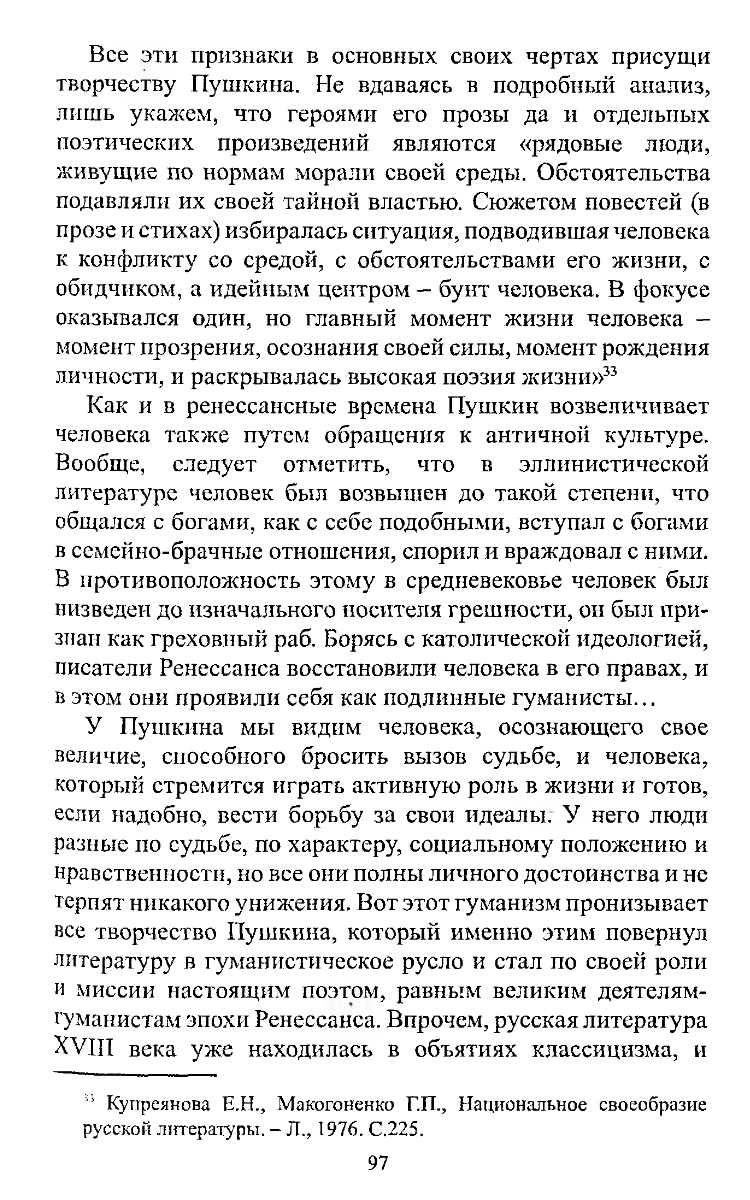 Все эти признаки в основных своих чертах присущи
творчеству Пушкина. Не вдаваясь в подробный анализ,
лишь укажем, что героями его прозы да и отдельных
поэтических произведений являются «рядовые люди,
живущие по нормам морали своей среды. Обстоятельства
подавляли их своей тайной властью. Сюжетом повестей (в
прозе и стихах) избиралась ситуация, подводившая человека
к конфликту со средой, с обстоятельствами его жизни, с
обидчиком, а идейным центром – бунт человека. В фокусе
оказывался один, но главный момент жизни человека –
момент прозрения, осознания своей силы, момент рождения
личности, и раскрывалась высокая поэзия жизни»³³
Как и в ренессансные времена Пушкин возвеличивает
человека также путем обращения к античной культуре.
Вообще, следует отметить, что в эллинистической
литературе человек был возвышен до такой степени, что
общался с богами, как с себе подобными, вступал с богами
в семейно-брачные отношения, спорил и враждовал с ними.
В противоположность этому в средневековье человек был
низведен до изначального носителя грешности, он был при-
знан как греховный раб. Борясь с католической идеологией,
писатели Ренессанса восстановили человека в его правах, и
в этом они проявили себя как подлинные гуманисты...
У Пушкина мы видим человека, осознающего свое
величие, способного бросить вызов судьбе, и человека,
который стремится играть активную роль в жизни и готов,
если надобно, вести борьбу за свои идеалы. У него люди
разные по судьбе, по характеру, социальному положению и
нравственности, но все они полны личного достоинства и не
терпят никакого унижения. Вот этот гуманизм пронизывает
все творчество Пушкина, который именно этим повернул
литературу в гуманистическое русло и стал по своей роли
и миссии настоящим поэтом, равным великим деятелям-
гуманистам эпохи Ренессанса. Впрочем, русская литература
XVIII века уже находилась в объятиях классицизма, и
³³ Купреянова Е.Н., Макогоненко Г.П., Национальное своеобразие
русской литературы. – Л., 1976. С.225.
97